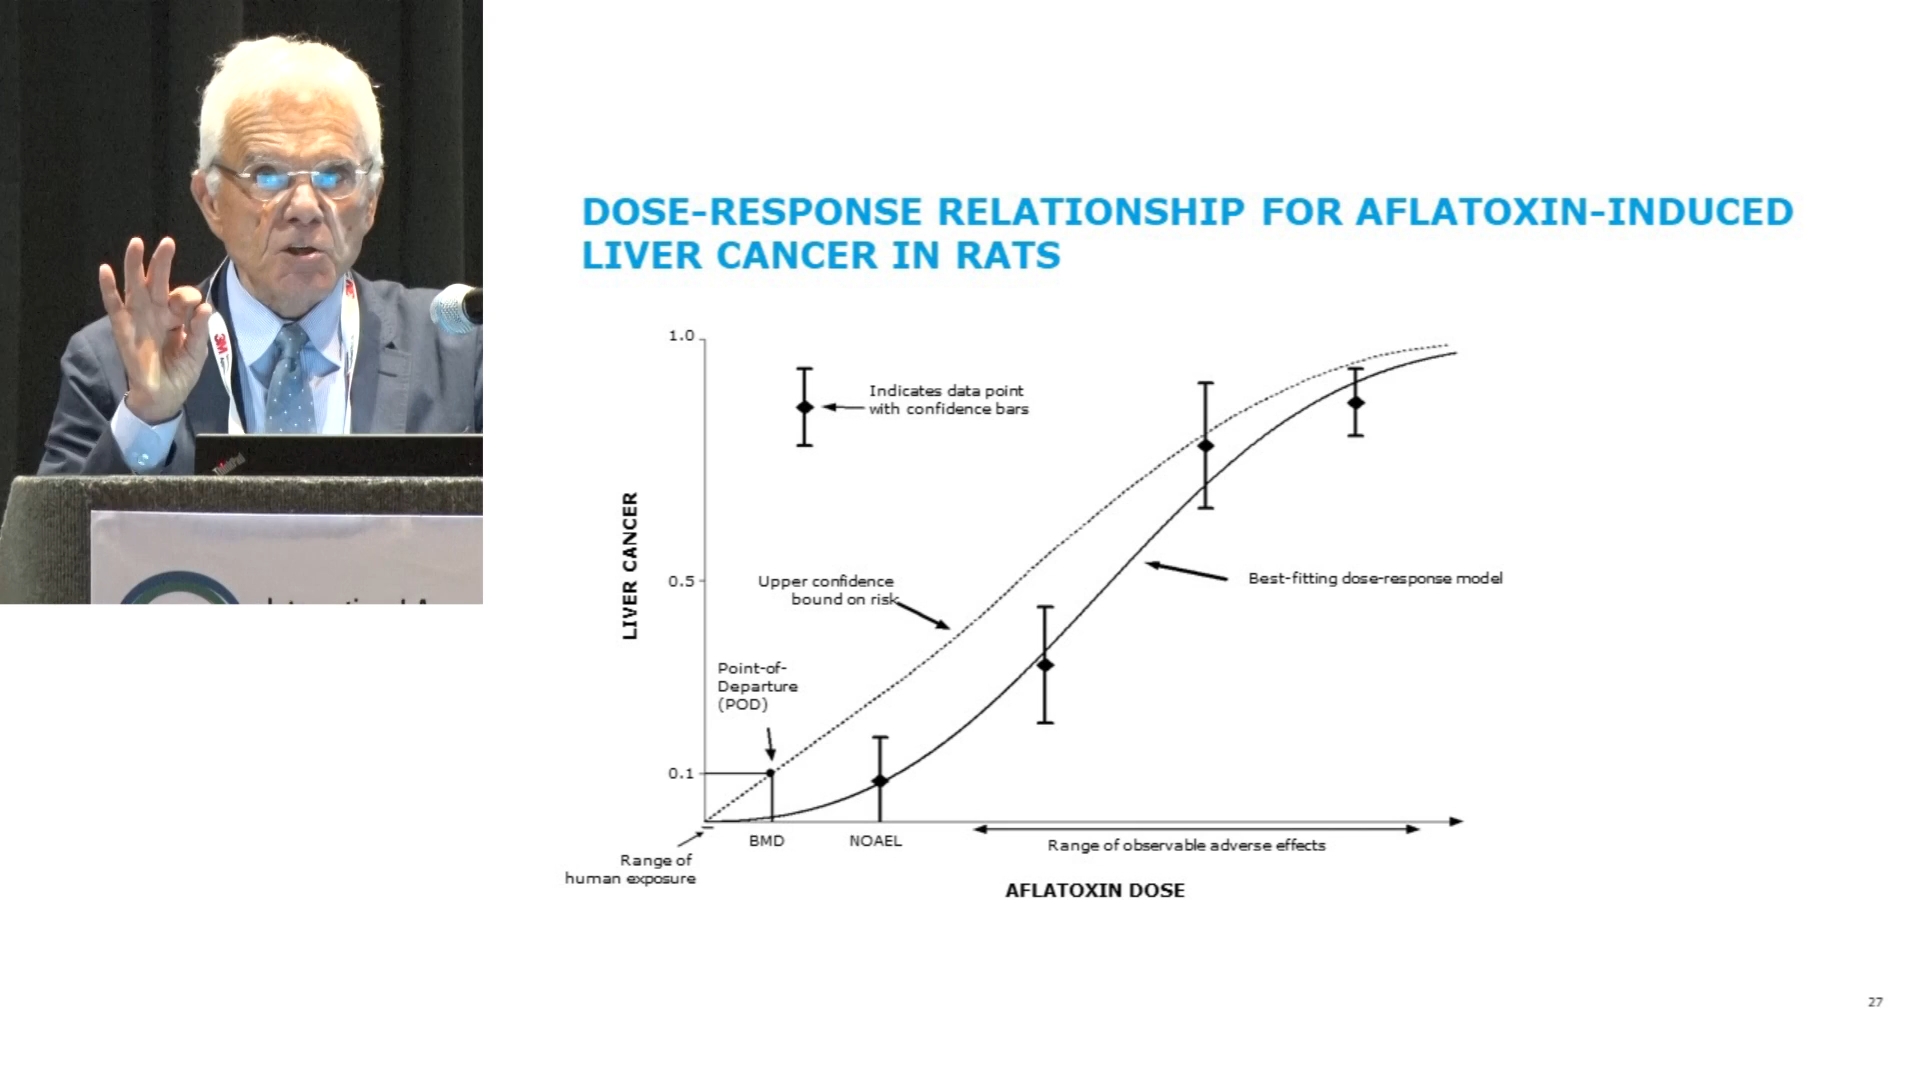 DOSE-RESPONSE RELATIONSHIP FOR AFLATOXIN-INDUCED
LIVER CANCER IN RATS
1.0
Indicates data point
with confidence bars
LIVER CANCER
0.5
Upper confidence
bound on risk
Best-fitting dose-response model
Point-of-
Departure
(POD)
0.1
BMD
NOAEL
Range of observable adverse effects
Range of
human exposure
AFLATOXIN DOSE
27
3M
ThinkPad